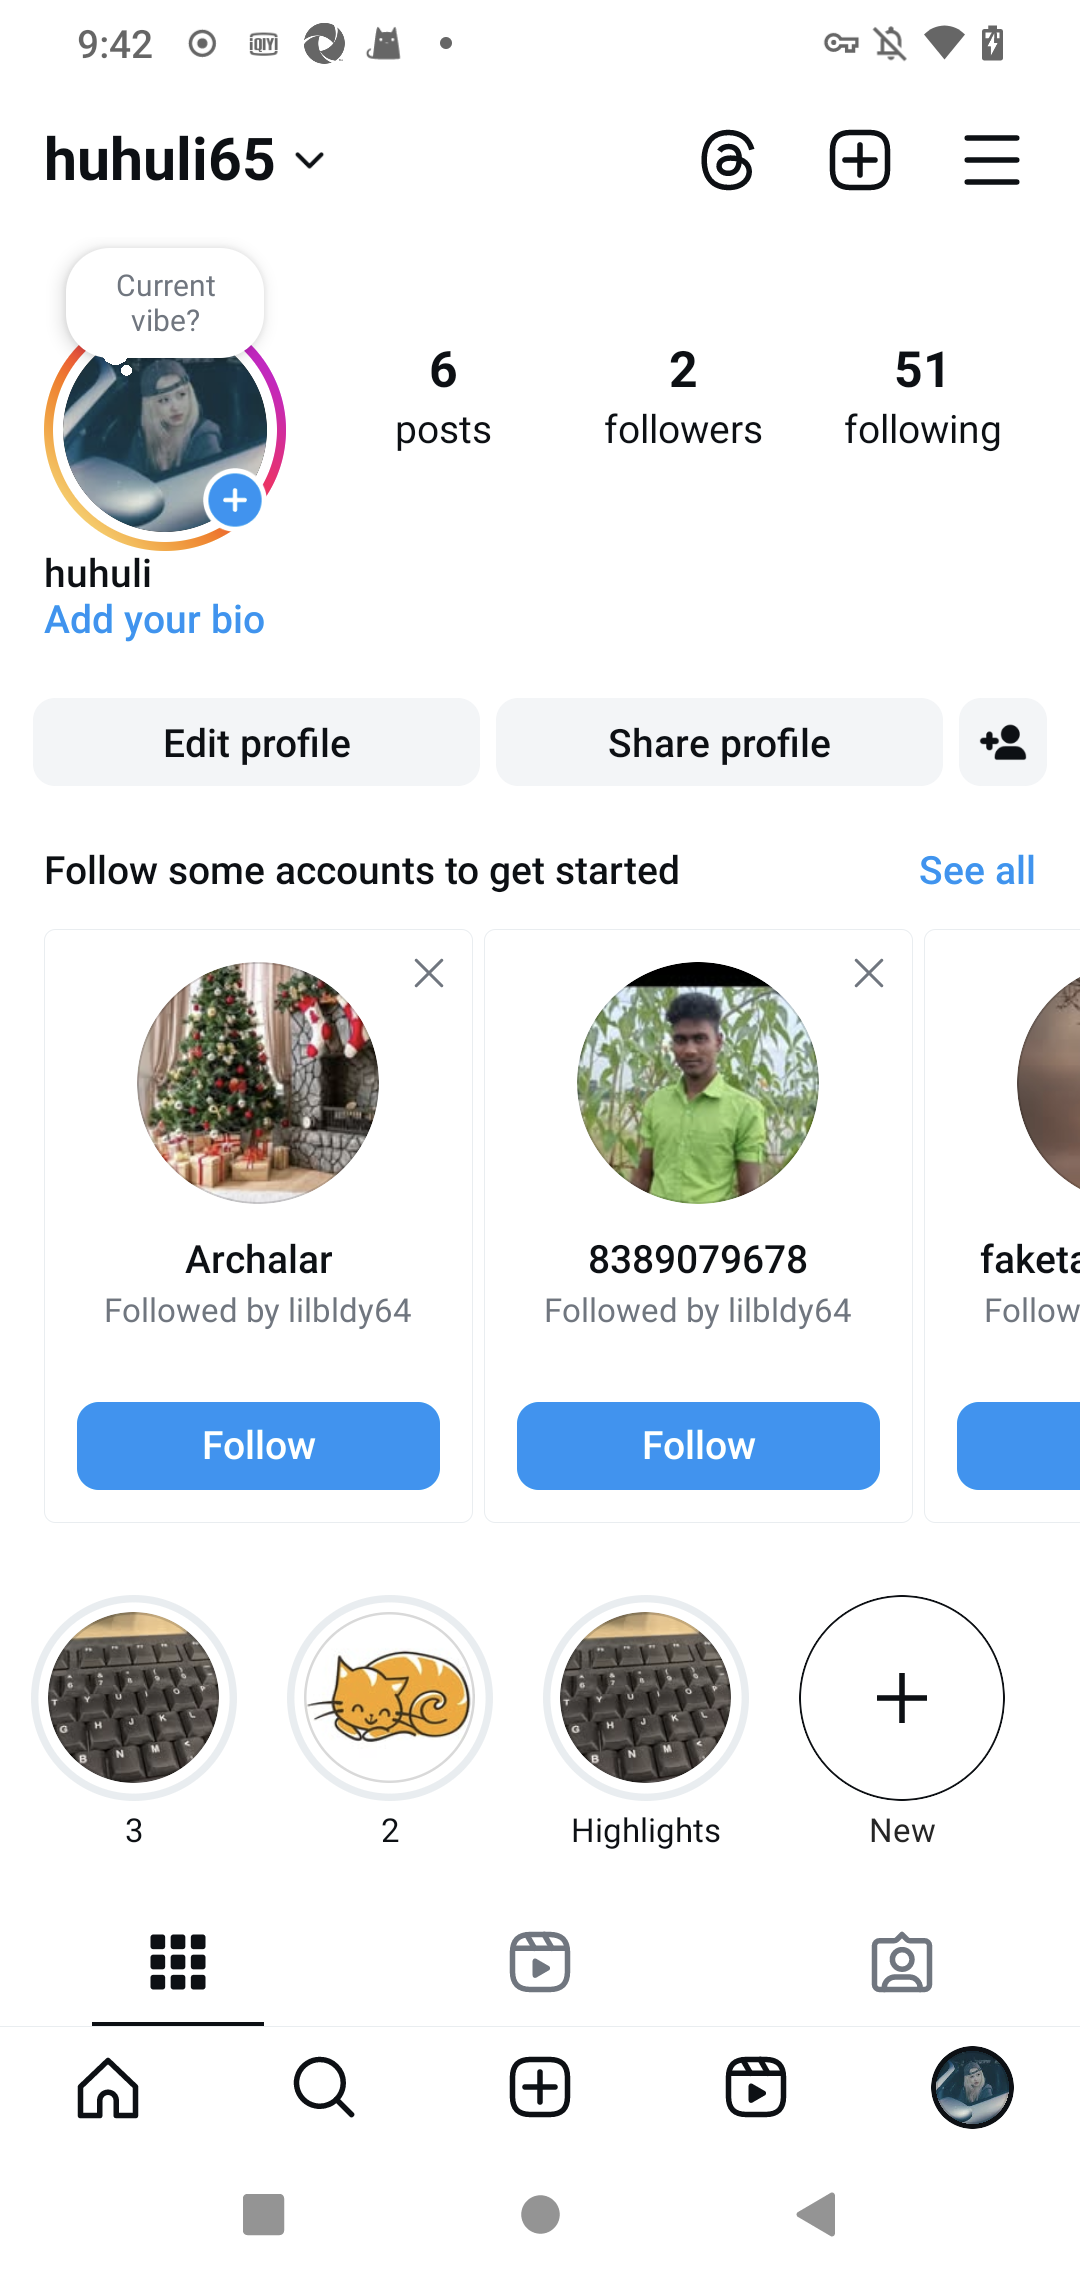 9:42
iQIYI
huhuli65
Current
vibe?
6
posts
2
followers
51
following
huhuli
Add your bio
Edit profile
Share profile
Follow some accounts to get started
See all
Archalar
Followed by lilbldy64
Follow
8389079678
Followed by lilbldy64
Follow
faketa
Follow
3
2
Highlights
New